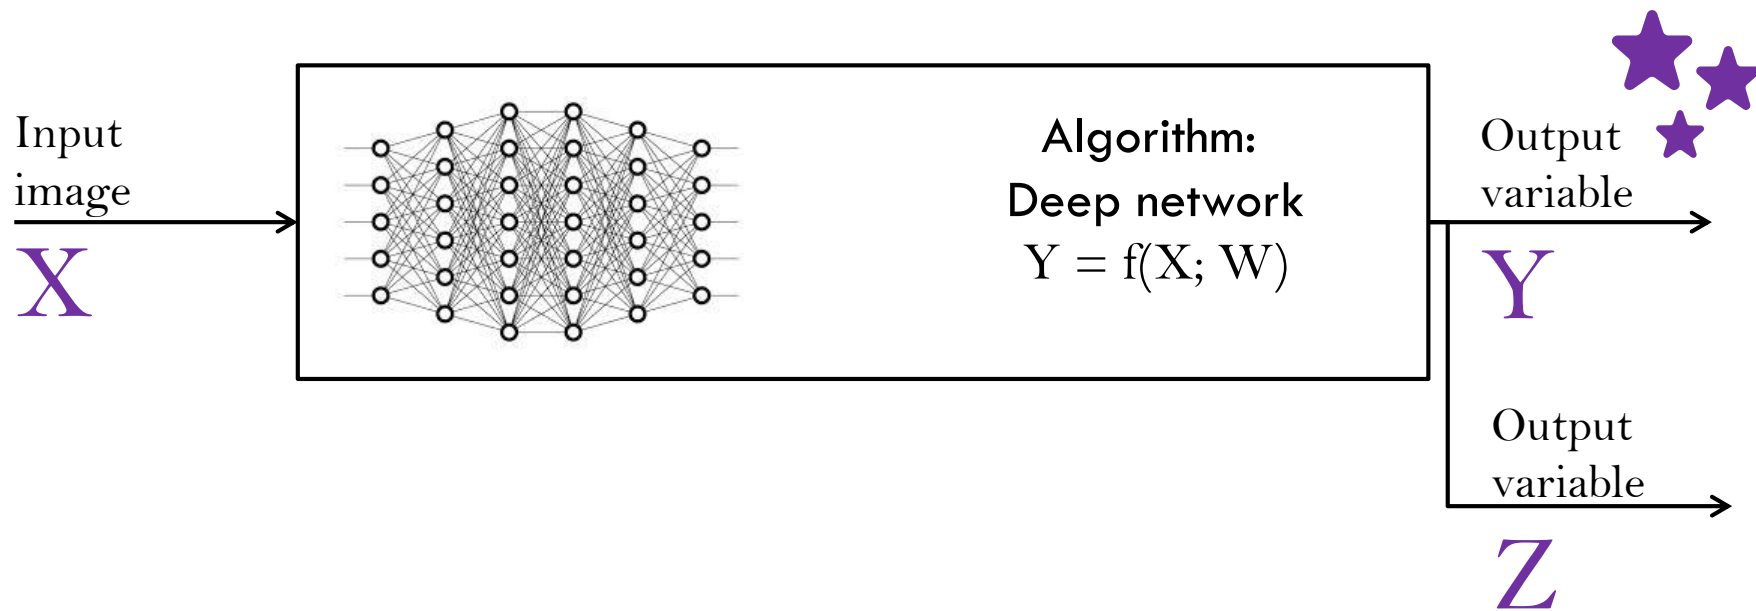 Input
image
X
Algorithm:
Deep network
Y = f(X; W)
Output
variable
Y
Output
variable
Z